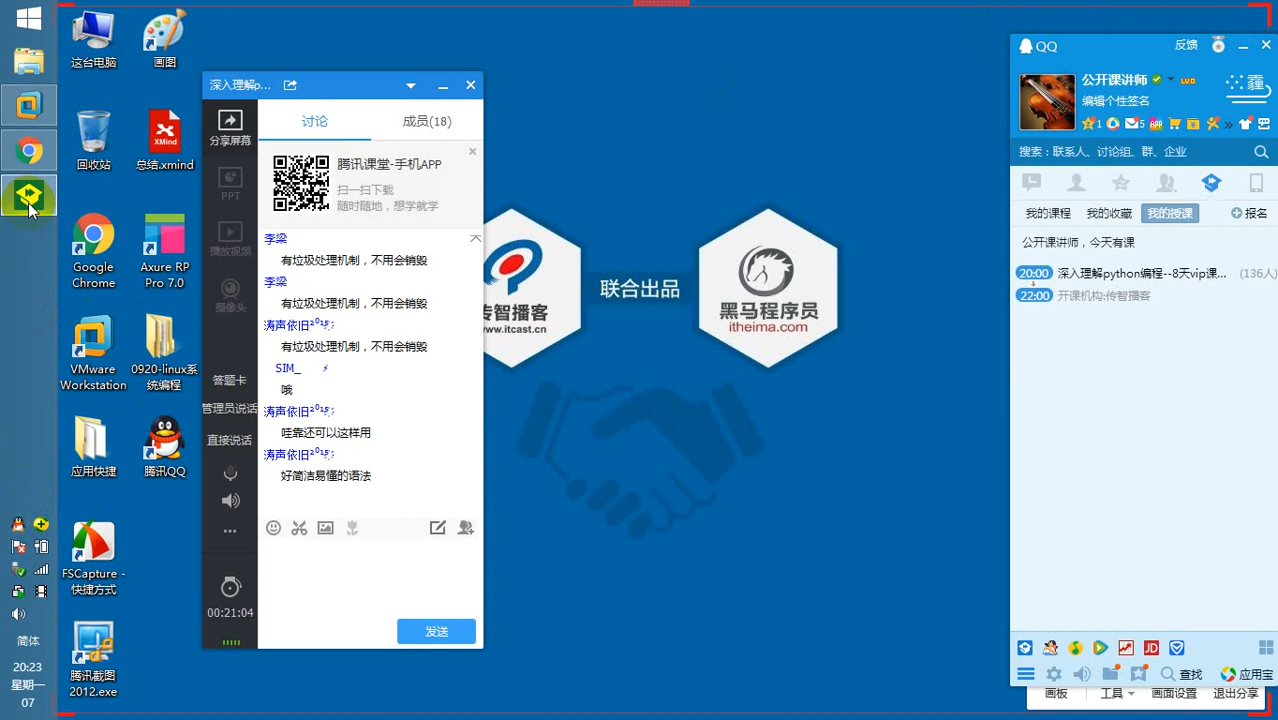 这台电脑
画图
回收站
总结.xmind
Google
Chrome
Axure RP
Pro 7.0
VMware
Workstation
0920-linux系
统编程
应用快捷
腾讯QQ
FSCapture -
快捷方式
腾讯截图
2012.exe
简体
20:23
星期一
07
深入理解p...
分享屏幕
PPT
播放视频
摄像头
答题卡
管理员说话
直接说话
00:21:04
讨论
成员(18)
腾讯课堂-手机APP
扫一扫下载
随时随地，想学就学
李梁
有垃圾处理机制，不用会销毁
李梁
有垃圾处理机制，不用会销毁
涛声依旧²⁰¹⁵
有垃圾处理机制，不用会销毁
SIM_
哦
涛声依旧²⁰¹⁵
哇靠还可以这样用
涛声依旧²⁰¹⁵
好简洁易懂的语法
发送
传智播客
www.itcast.cn
联合出品
黑马程序员
itheima.com
QQ
反馈
公开课讲师
编辑个性签名
霾
1
5
搜索：联系人、讨论组、群、企业
我的课程
我的收藏
我的授课
报名
公开课讲师，今天有课
20:00
深入理解python编程--8天vip课...
(136人)
22:00
开课机构:传智播客
查找
应用宝
画板
工具
画面设置
退出分享